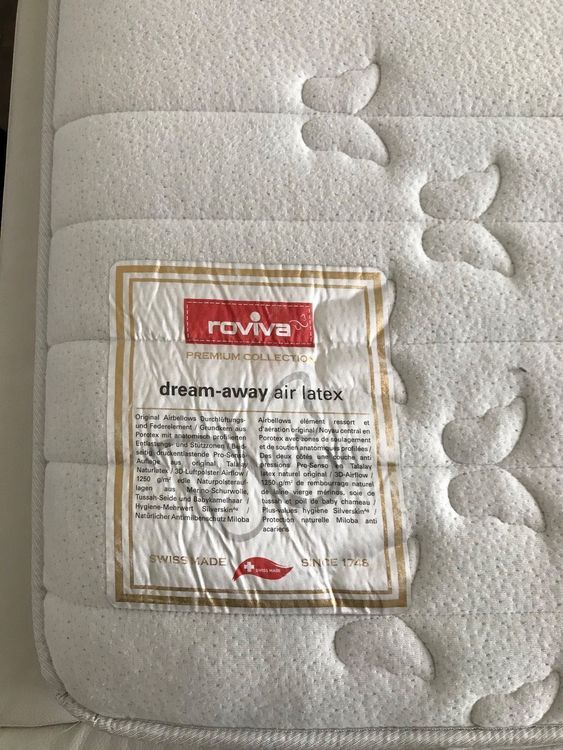 roviva
PREMIUM COLLECTION
dream-away air latex
Original Airbellows Durchlüftungs-
und Federelement / Grundkern aus
Porotex mit anatomisch profilierten
Entlastungs- und Stützzonen / Beid-
seitig druckentlastende Pro-Senso-
Auflage aus original Talalay
Naturlatex / 3D-Luftpolster Airflow /
1250 g/m² edle Naturpolsterauf-
lagen aus Merino-Schurwolle,
Tussah-Seide und Babykamelhaar /
Hygiene-Mehrwert Silverskin
Natürlicher Antimilbenschutz Miloba
Airbellows élément ressort et
d'aération original / Noyau central en
Porotex avec zones de soulagement
et de soutien anatomiques profilées /
Des deux côtés une couche anti
pressions Pro-Senso en Talalay
latex naturel original / 3D-Airflow
1250 g/m² de rembourrage naturel
de laine vierge mérinos, soie de
tussah et poil de baby chameau /
Plus-values hygiène Silverskin
Protection naturelle Miloba anti
acariens
SWISS MADE
SWISS MADE
SINCE 1748